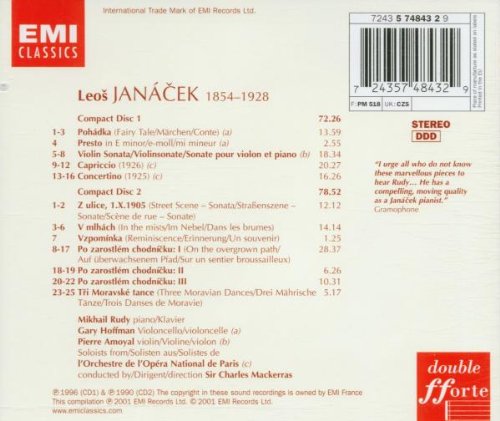 International Trade Mark of EMI Records Ltd.
EMI
CLASSICS
7243 5 74843 2 9
7 24357 48432 9
F: PM 518 UK: CZS
STEREO
DDD
Leoš JANÁČEK 1854–1928
Compact Disc 1 72.26
1-3 Pohádka (Fairy Tale/Märchen/Conte) (a) 13.59
4 Presto in E minor/e-moll/mi mineur (a) 2.55
5-8 Violin Sonata/Violinsonate/Sonate pour violon et piano (b) 18.34
9-12 Capriccio (1926) (c) 20.27
13-16 Concertino (1925) (c) 16.26
Compact Disc 2 78.52
1-2 Z ulice, 1.X.1905 (Street Scene – Sonata/Straßenszene – 12.12
Sonate/Scène de rue – Sonate)
3-6 V mlhách (In the mists/Im Nebel/Dans les brumes) 14.14
7 Vzpomínka (Reminiscence/Erinnerung/Un souvenir) 1.25
8-17 Po zarostlém chodníčku: I (On the overgrown path/ 28.37
Auf überwachsenem Pfad/Sur un sentier broussailleux)
18-19 Po zarostlém chodníčku: II 6.26
20-22 Po zarostlém chodníčku: III 10.31
23-25 Tři Moravské tance (Three Moravian Dances/Drei Mährische 5.17
Tänze/Trois Danses de Moravie)
"I urge all who do not know
these marvellous pieces to
hear Rudy... He has a
compelling, moving quality
as a Janáček pianist."
Gramophone
Mikhail Rudy piano/Klavier
Gary Hoffman Violoncello/violoncelle (a)
Pierre Amoyal violin/Violine/violon (b)
Soloists from/Solisten aus/Solistes de
l'Orchestre de l'Opéra National de Paris (c)
conducted by/Dirigent/direction : Sir Charles Mackerras
℗ 1996 (CD1) & ℗ 1990 (CD2) The copyright in these sound recordings is owned by EMI France
This compilation ℗ 2001 EMI Records Ltd. © 2001 EMI Records Ltd.
www.emiclassics.com
double
fforte